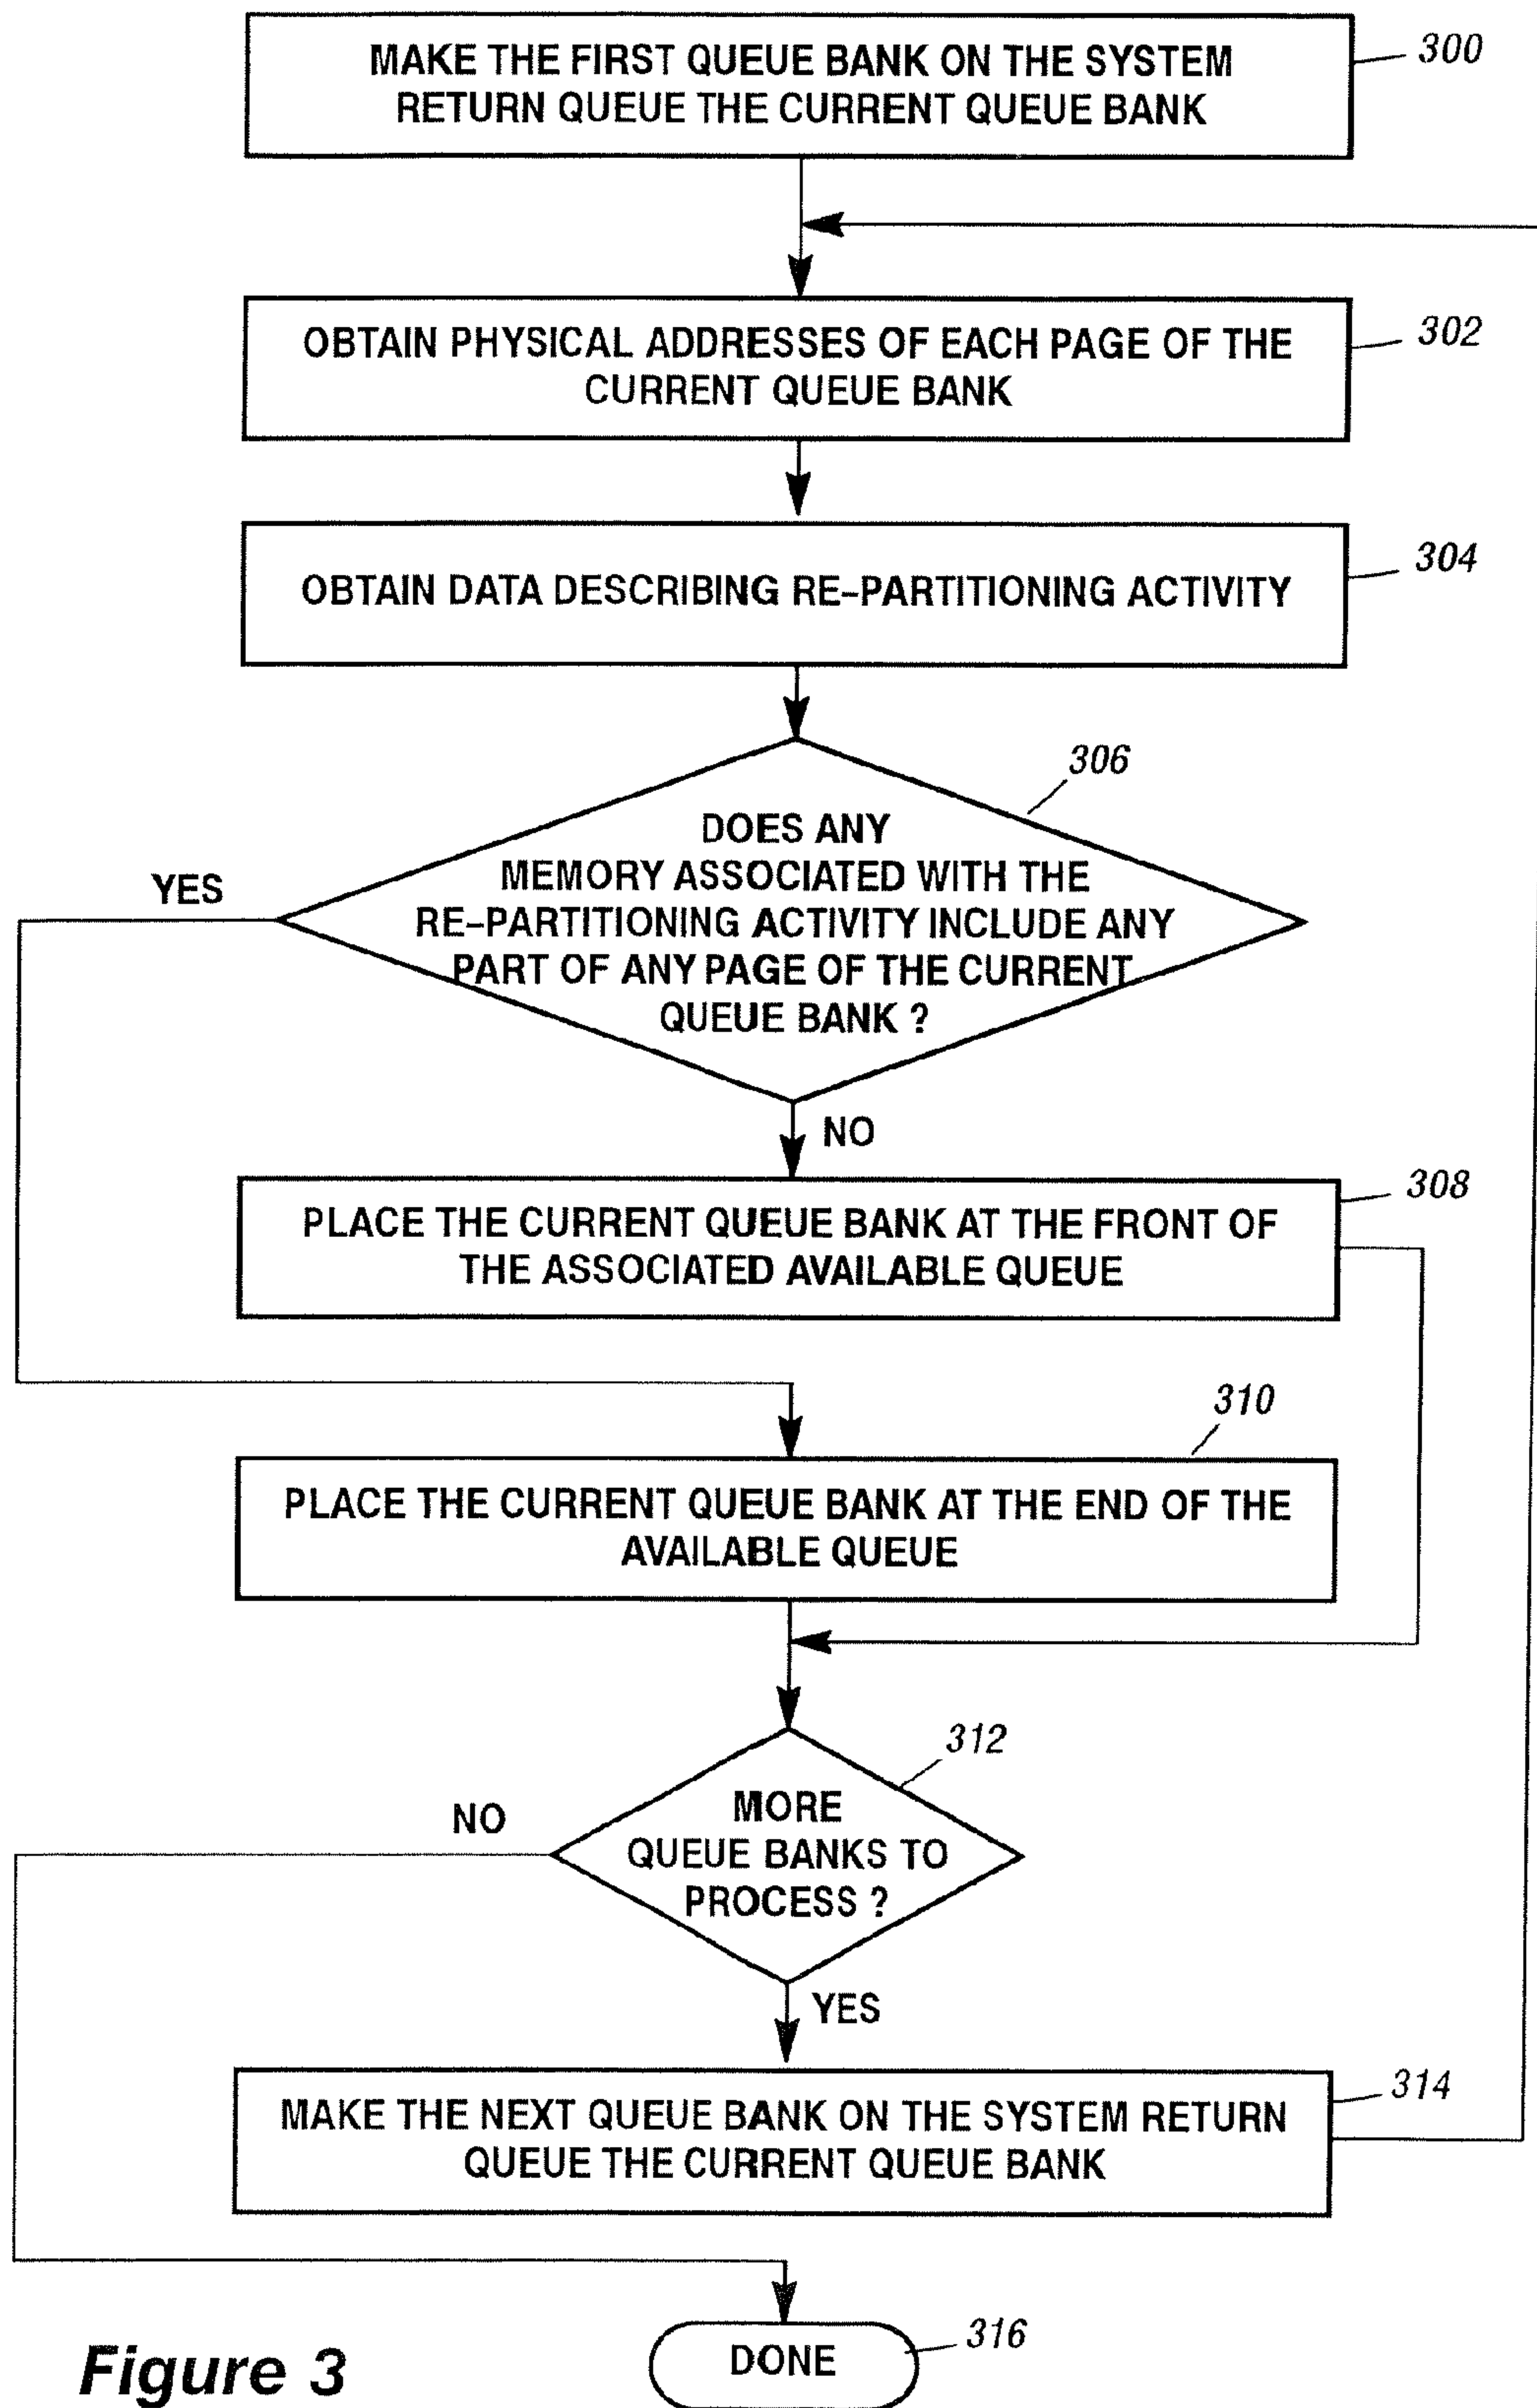 MAKE THE FIRST QUEUE BANK ON THE SYSTEM
RETURN QUEUE THE CURRENT QUEUE BANK
300
OBTAIN PHYSICAL ADDRESSES OF EACH PAGE OF THE
CURRENT QUEUE BANK
302
OBTAIN DATA DESCRIBING RE-PARTITIONING ACTIVITY
304
306
DOES ANY
MEMORY ASSOCIATED WITH THE
RE-PARTITIONING ACTIVITY INCLUDE ANY
PART OF ANY PAGE OF THE CURRENT
QUEUE BANK ?
YES
NO
PLACE THE CURRENT QUEUE BANK AT THE FRONT OF
THE ASSOCIATED AVAILABLE QUEUE
308
310
PLACE THE CURRENT QUEUE BANK AT THE END OF THE
AVAILABLE QUEUE
312
MORE
QUEUE BANKS TO
PROCESS ?
NO
YES
MAKE THE NEXT QUEUE BANK ON THE SYSTEM RETURN
QUEUE THE CURRENT QUEUE BANK
314
DONE
316
Figure 3